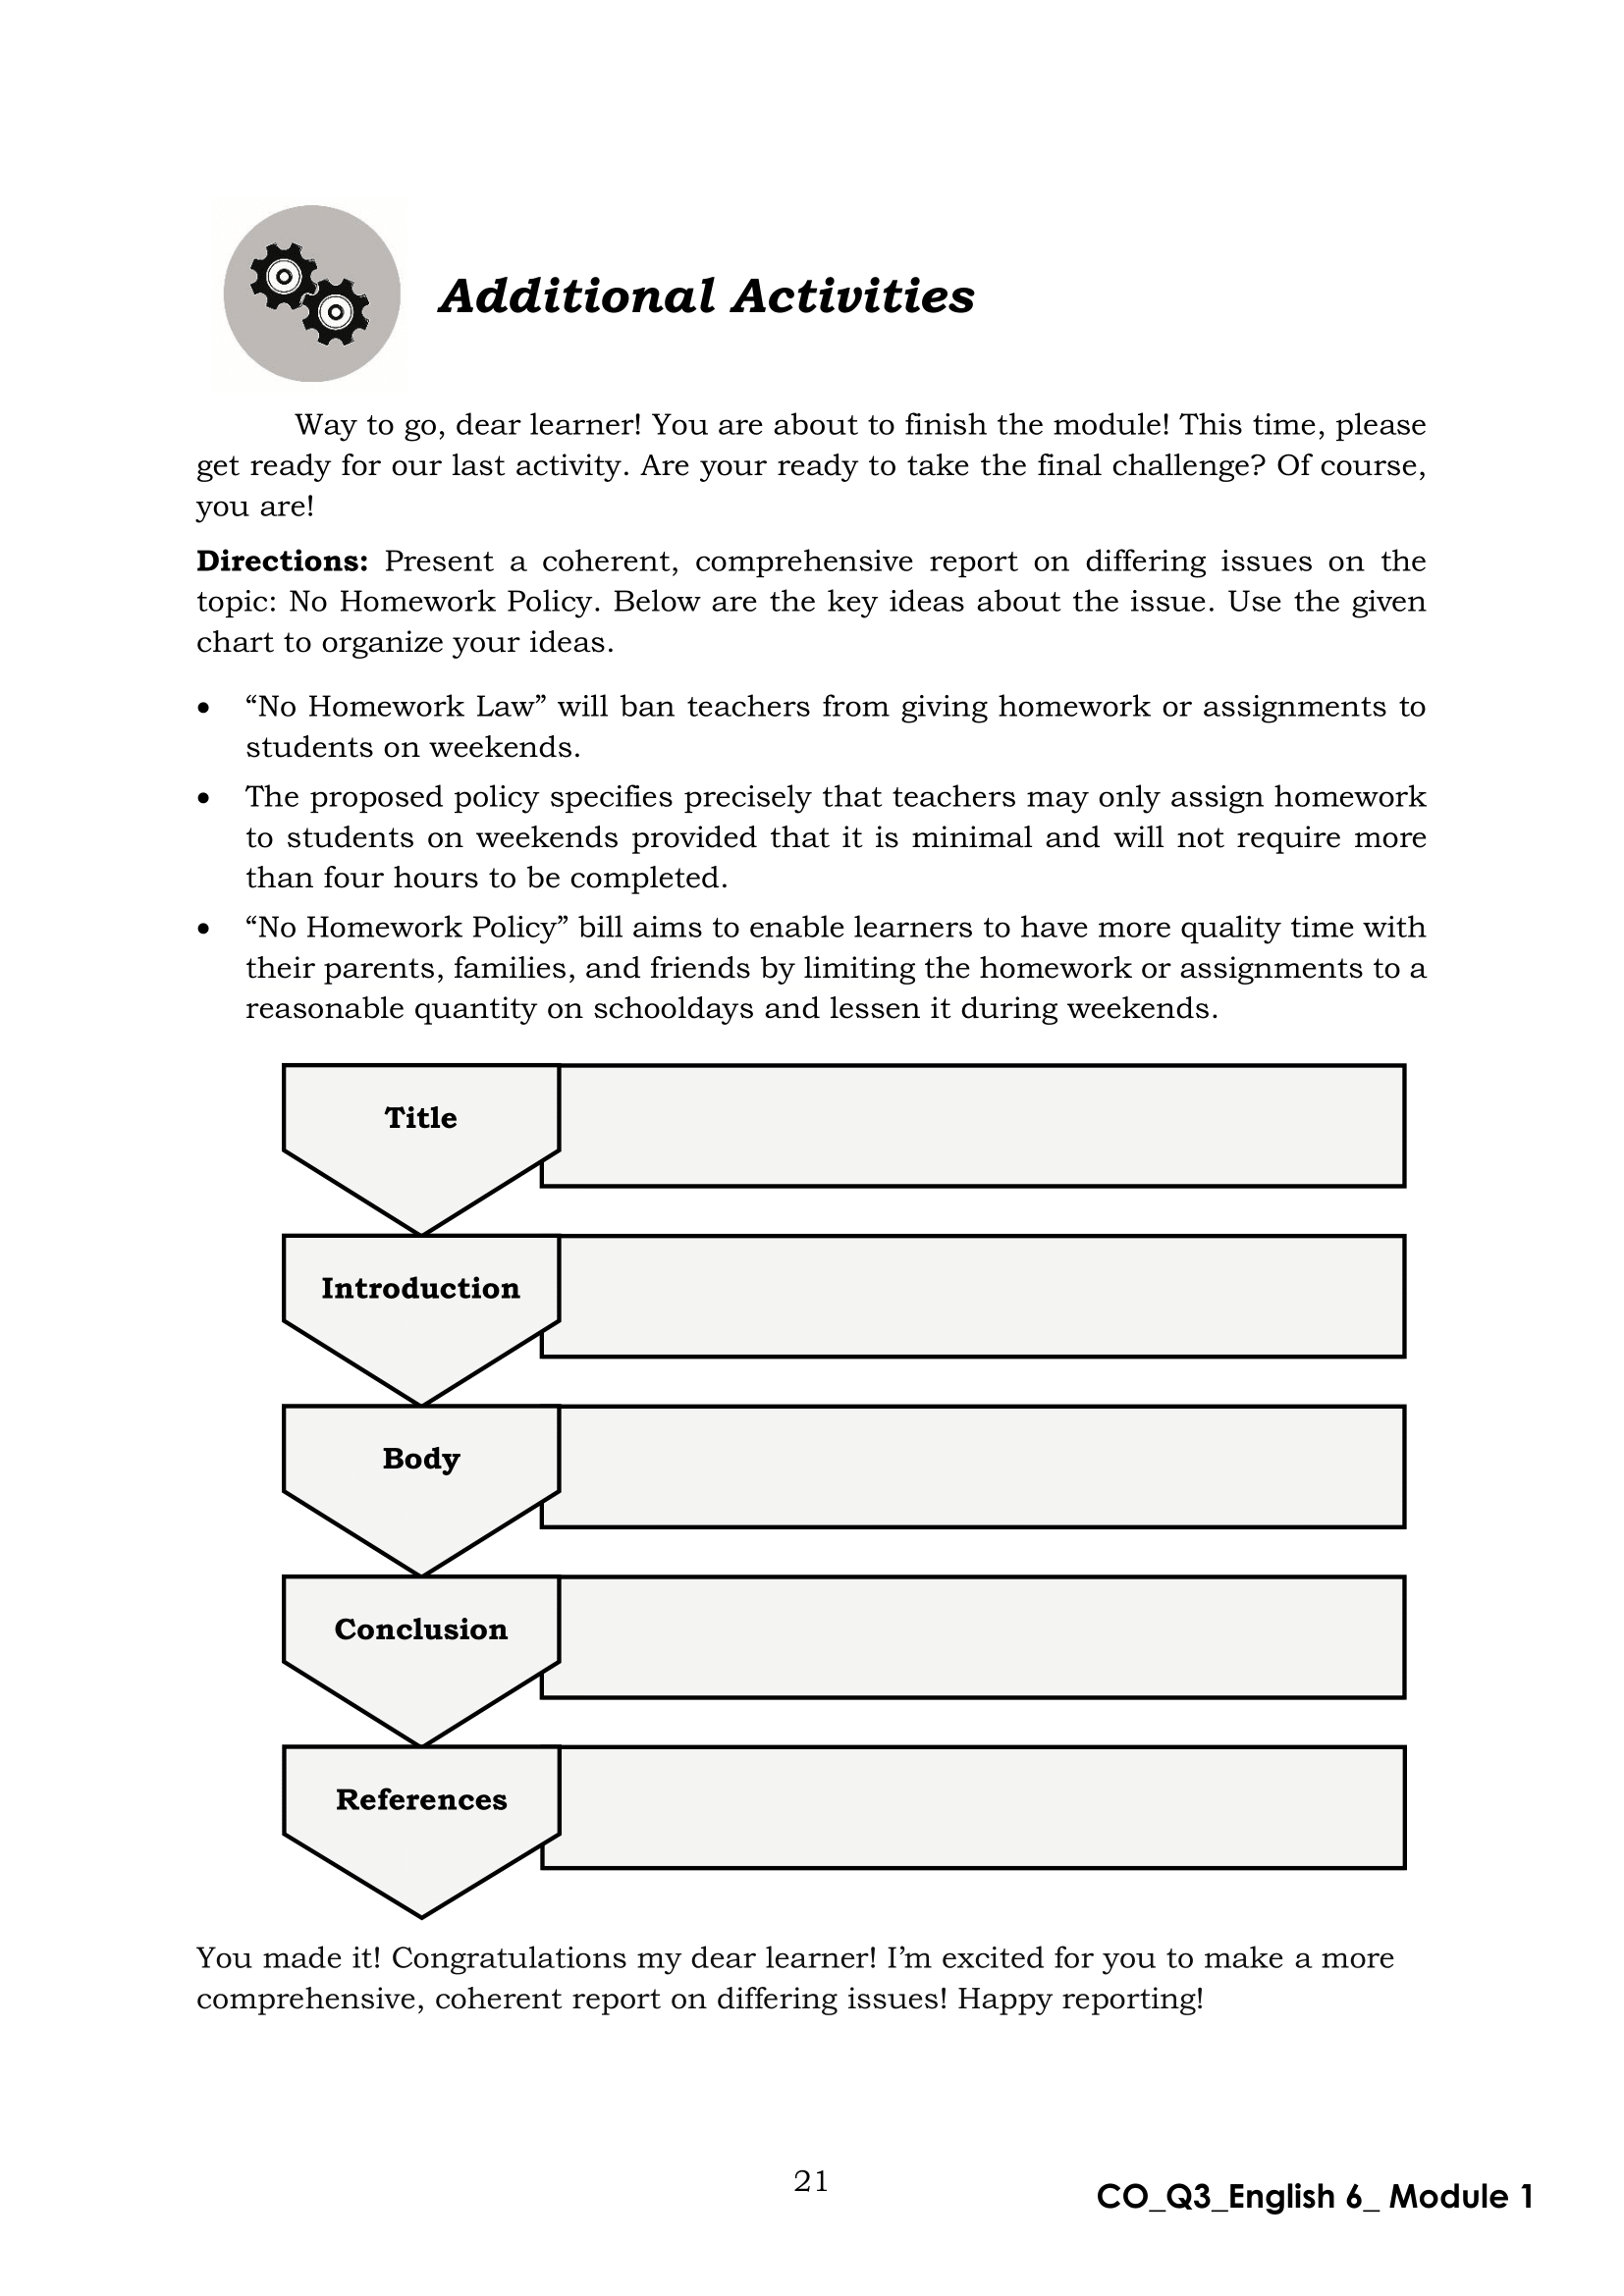 Additional Activities
Way to go, dear learner! You are about to finish the module! This time, please
get ready for our last activity. Are your ready to take the final challenge? Of course,
you are!
Directions: Present a coherent, comprehensive report on differing issues on the
topic: No Homework Policy. Below are the key ideas about the issue. Use the given
chart to organize your ideas.
• “No Homework Law” will ban teachers from giving homework or assignments to
students on weekends.
• The proposed policy specifies precisely that teachers may only assign homework
to students on weekends provided that it is minimal and will not require more
than four hours to be completed.
• “No Homework Policy” bill aims to enable learners to have more quality time with
their parents, families, and friends by limiting the homework or assignments to a
reasonable quantity on schooldays and lessen it during weekends.
Title
Introduction
Body
Conclusion
References
You made it! Congratulations my dear learner! I’m excited for you to make a more
comprehensive, coherent report on differing issues! Happy reporting!
21
CO_Q3_English 6_ Module 1